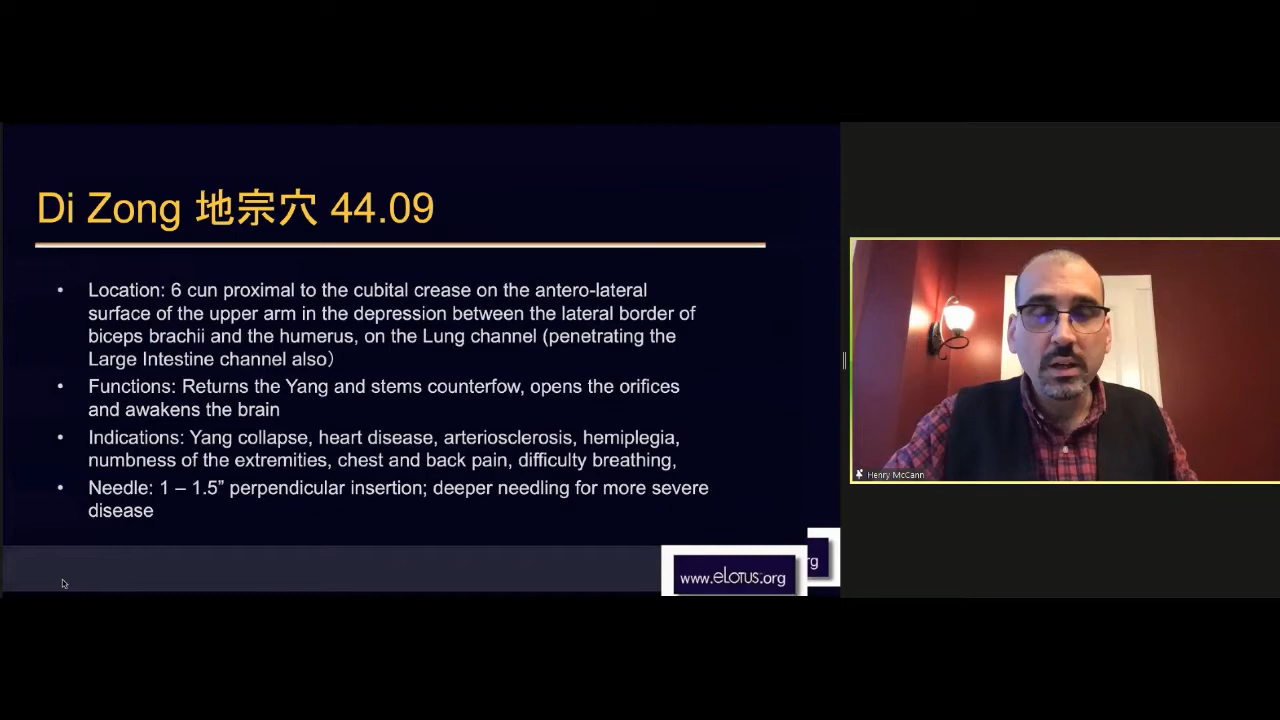 Di Zong 地宗穴 44.09
• Location: 6 cun proximal to the cubital crease on the antero-lateral
surface of the upper arm in the depression between the lateral border of
biceps brachii and the humerus, on the Lung channel (penetrating the
Large Intestine channel also）
• Functions: Returns the Yang and stems counterfow, opens the orifices
and awakens the brain
• Indications: Yang collapse, heart disease, arteriosclerosis, hemiplegia,
numbness of the extremities, chest and back pain, difficulty breathing,
• Needle: 1 – 1.5” perpendicular insertion; deeper needling for more severe
disease
www.eLOTUS.org
rg
Henry McCann